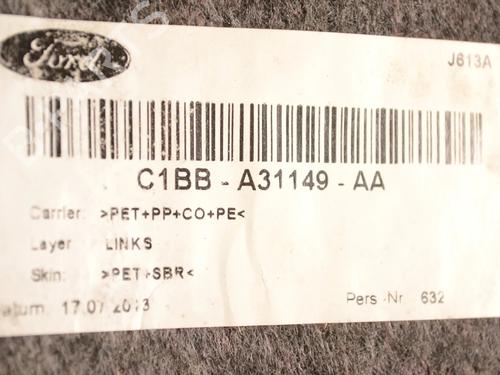 Ford
J613A
C1BB - A31149 - AA
Carrier: >PET+PP+CO+PE<
Layer LINKS
Skin: >PET+SBR<
atum 17.07 2013
Pers Nr 632